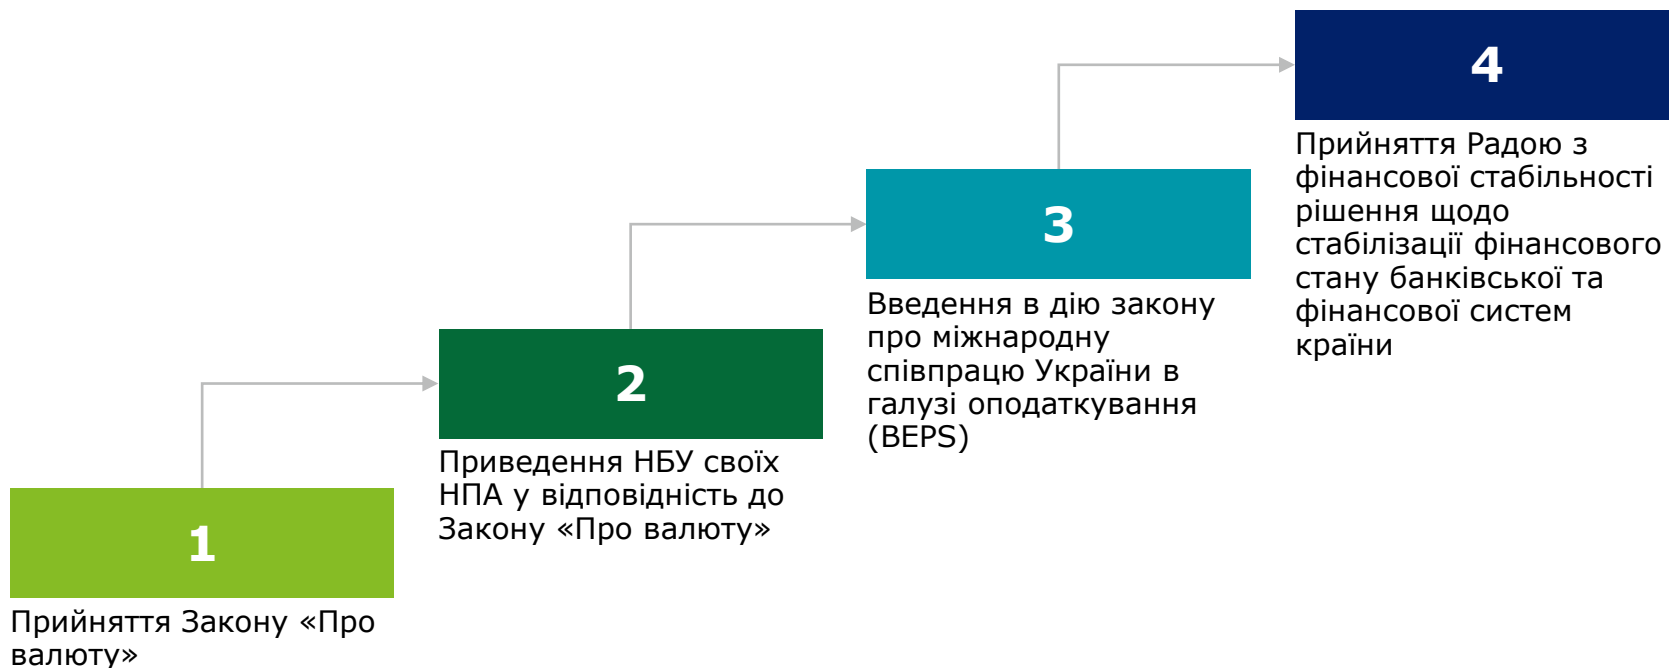 1
Прийняття Закону «Про
валюту»
2
Приведення НБУ своїх
НПА у відповідність до
Закону «Про валюту»
3
Введення в дію закону
про міжнародну
співпрацю України в
галузі оподаткування
(BEPS)
4
Прийняття Радою з
фінансової стабільності
рішення щодо
стабілізації фінансового
стану банківської та
фінансової систем
країни